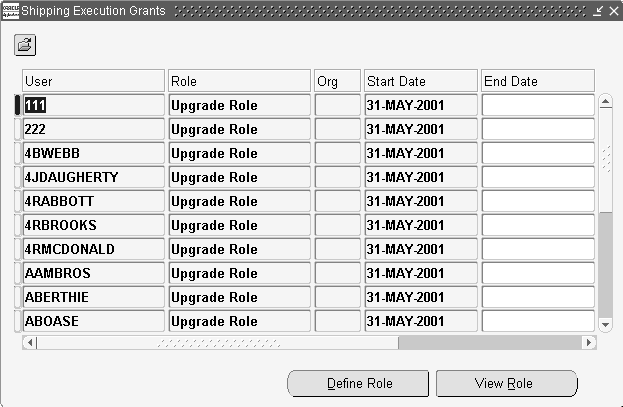 Shipping Execution Grants
User Role Org Start Date End Date
111 Upgrade Role 31-MAY-2001
222 Upgrade Role 31-MAY-2001
4BWEBB Upgrade Role 31-MAY-2001
4JDAUGHERTY Upgrade Role 31-MAY-2001
4RABBOTT Upgrade Role 31-MAY-2001
4RBROOKS Upgrade Role 31-MAY-2001
4RMCDONALD Upgrade Role 31-MAY-2001
AAMBROS Upgrade Role 31-MAY-2001
ABERTHIE Upgrade Role 31-MAY-2001
ABOASE Upgrade Role 31-MAY-2001
Define Role View Role